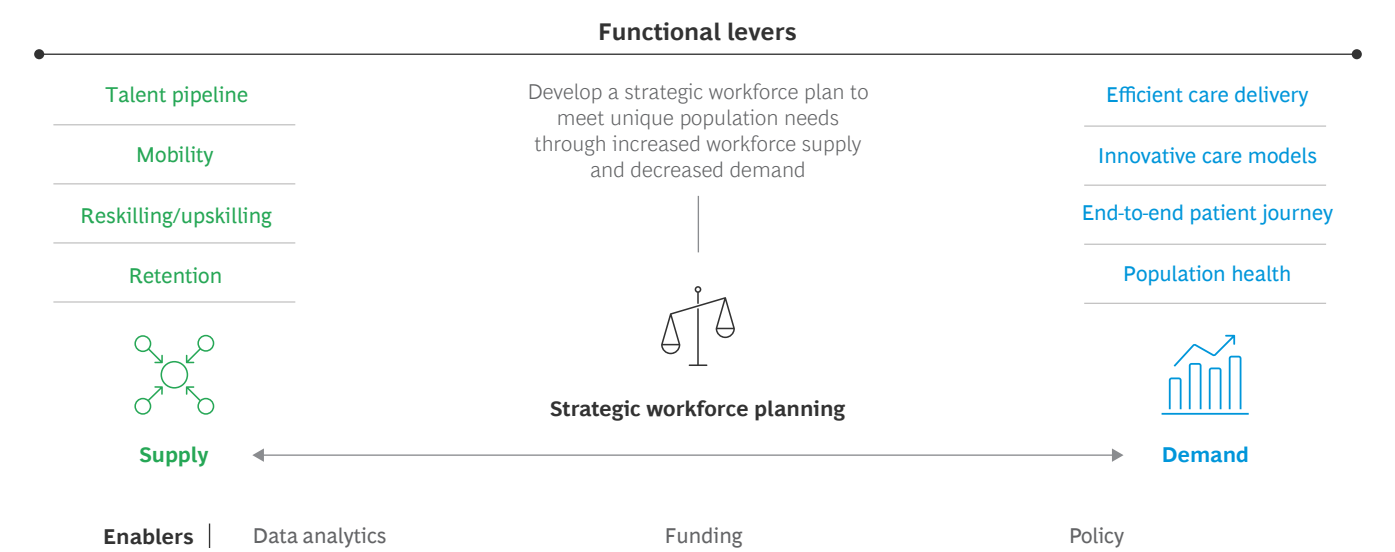 Functional levers
Talent pipeline
Mobility
Reskilling/upskilling
Retention
Supply
Develop a strategic workforce plan to
meet unique population needs
through increased workforce supply
and decreased demand
Strategic workforce planning
Efficient care delivery
Innovative care models
End-to-end patient journey
Population health
Demand
Enablers
Data analytics
Funding
Policy